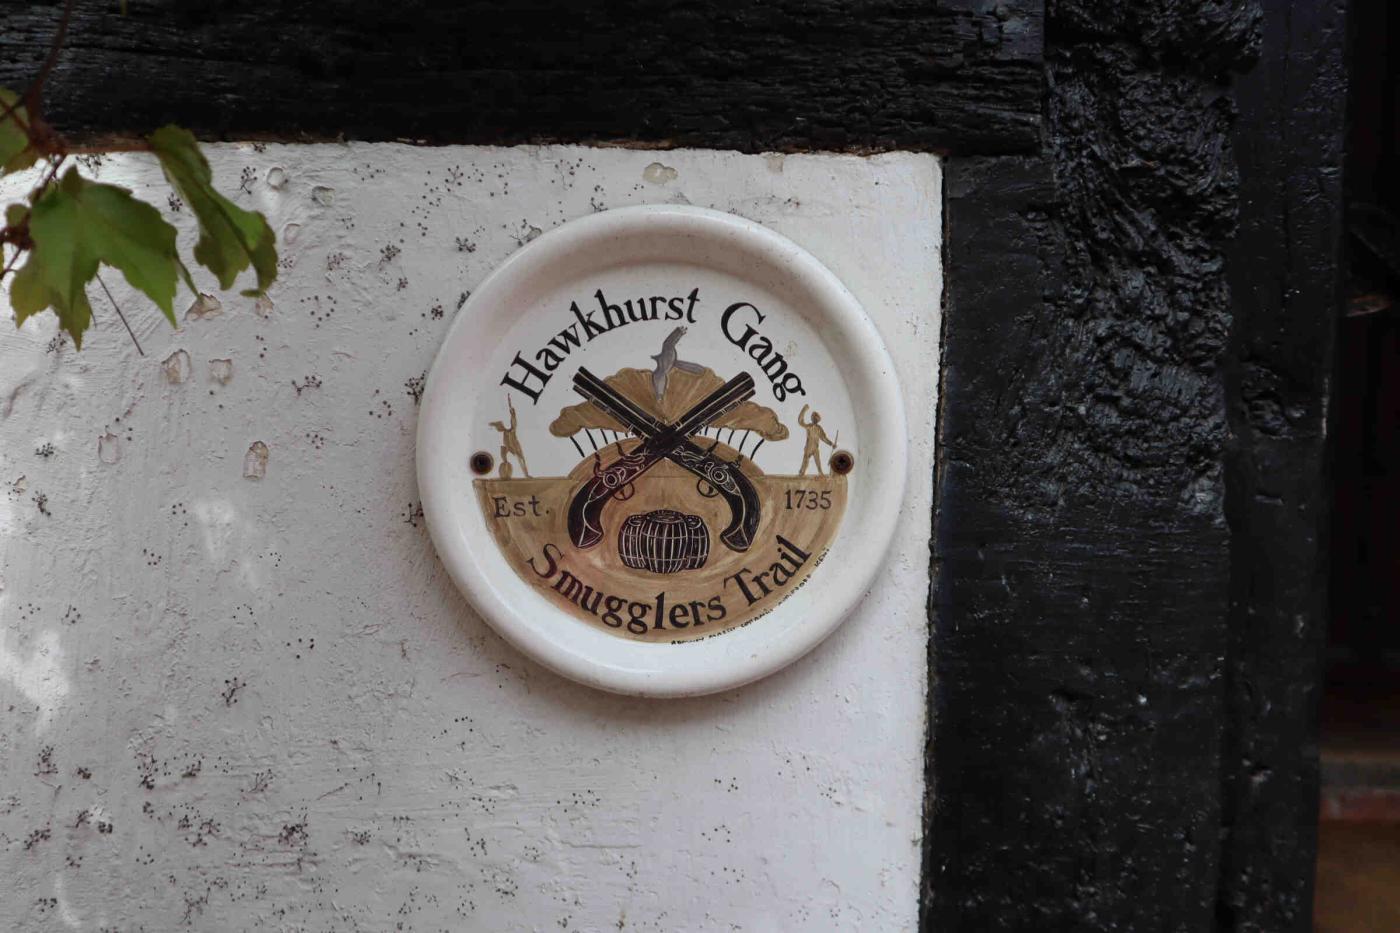 Hawkhurst Gang
Est. 1735
Smugglers Trail